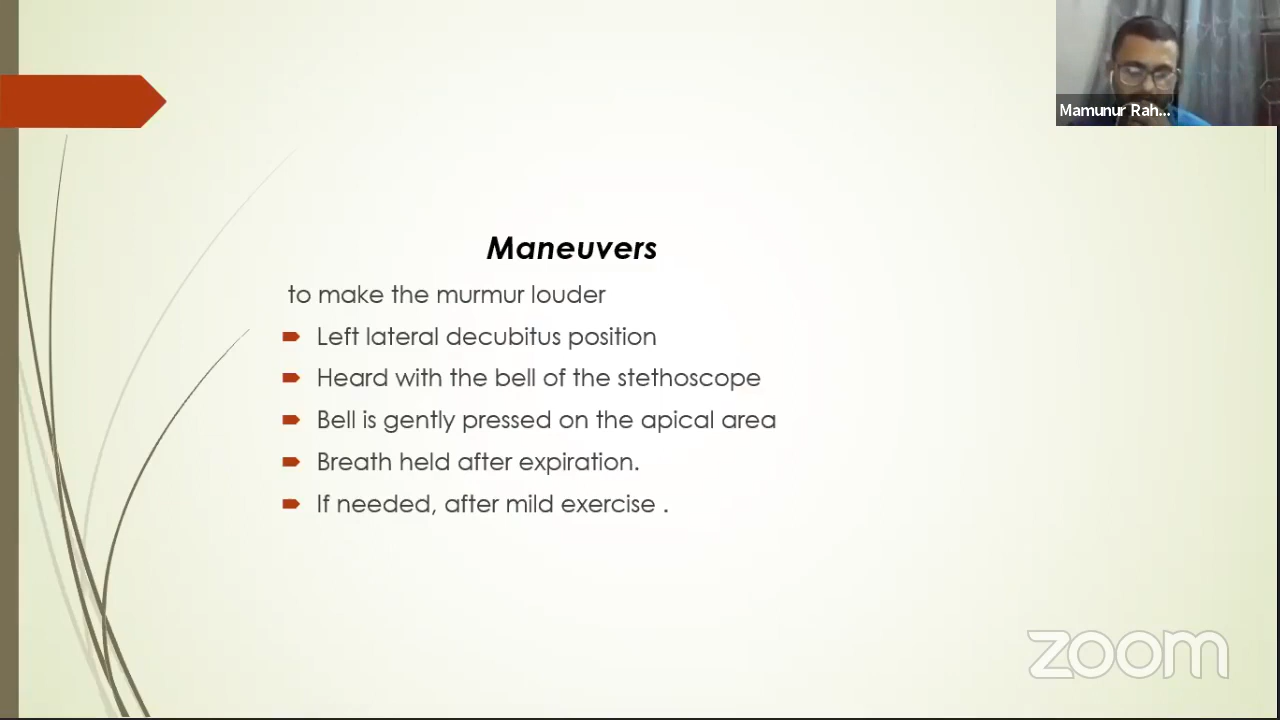 Mamunur Rah...
Maneuvers
to make the murmur louder
Left lateral decubitus position
Heard with the bell of the stethoscope
Bell is gently pressed on the apical area
Breath held after expiration.
If needed, after mild exercise .
zoom